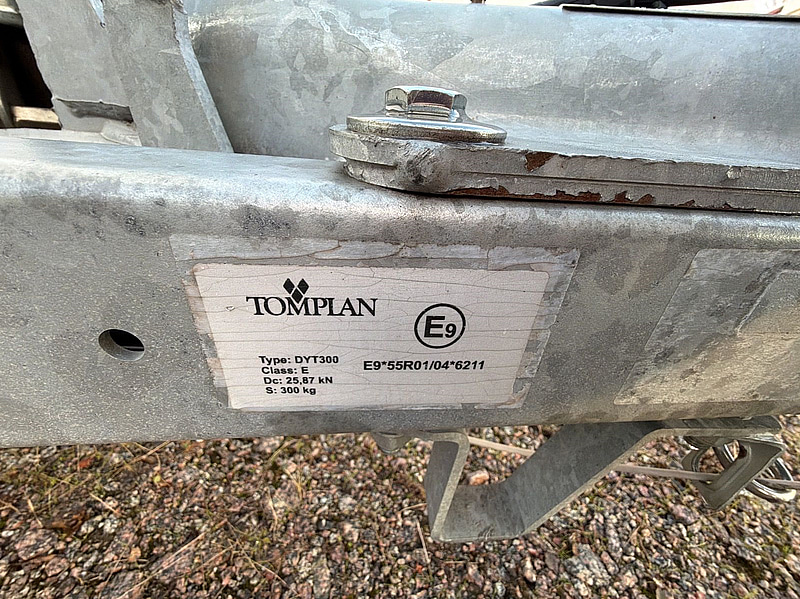 TOMPLAN
E9
Type: DYT300
Class: E
Dc: 25,87 kN
S: 300 kg
E9*55R01/04*6211